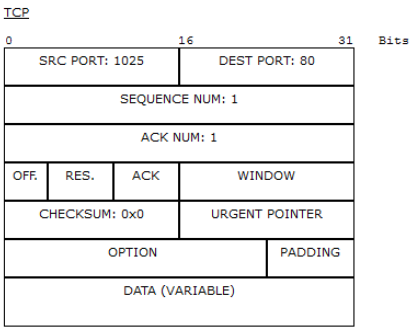 TCP
0 16 31 Bits
SRC PORT: 1025 DEST PORT: 80
SEQUENCE NUM: 1
ACK NUM: 1
OFF. RES. ACK WINDOW
CHECKSUM: 0x0 URGENT POINTER
OPTION PADDING
DATA (VARIABLE)